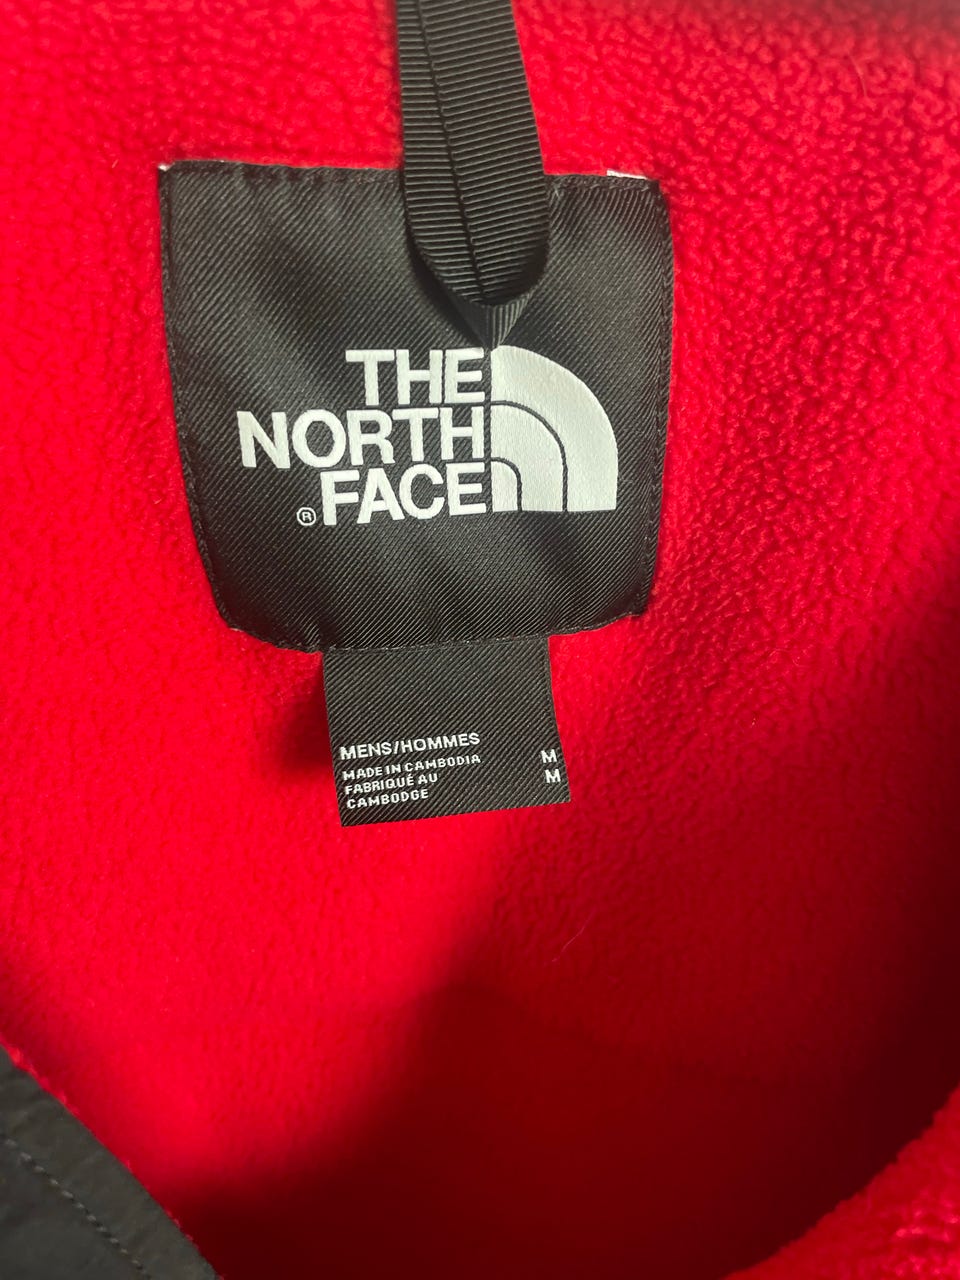 THE
NORTH
® FACE
MENS/HOMMES
MADE IN CAMBODIA M
FABRIQUÉ AU M
CAMBODGE